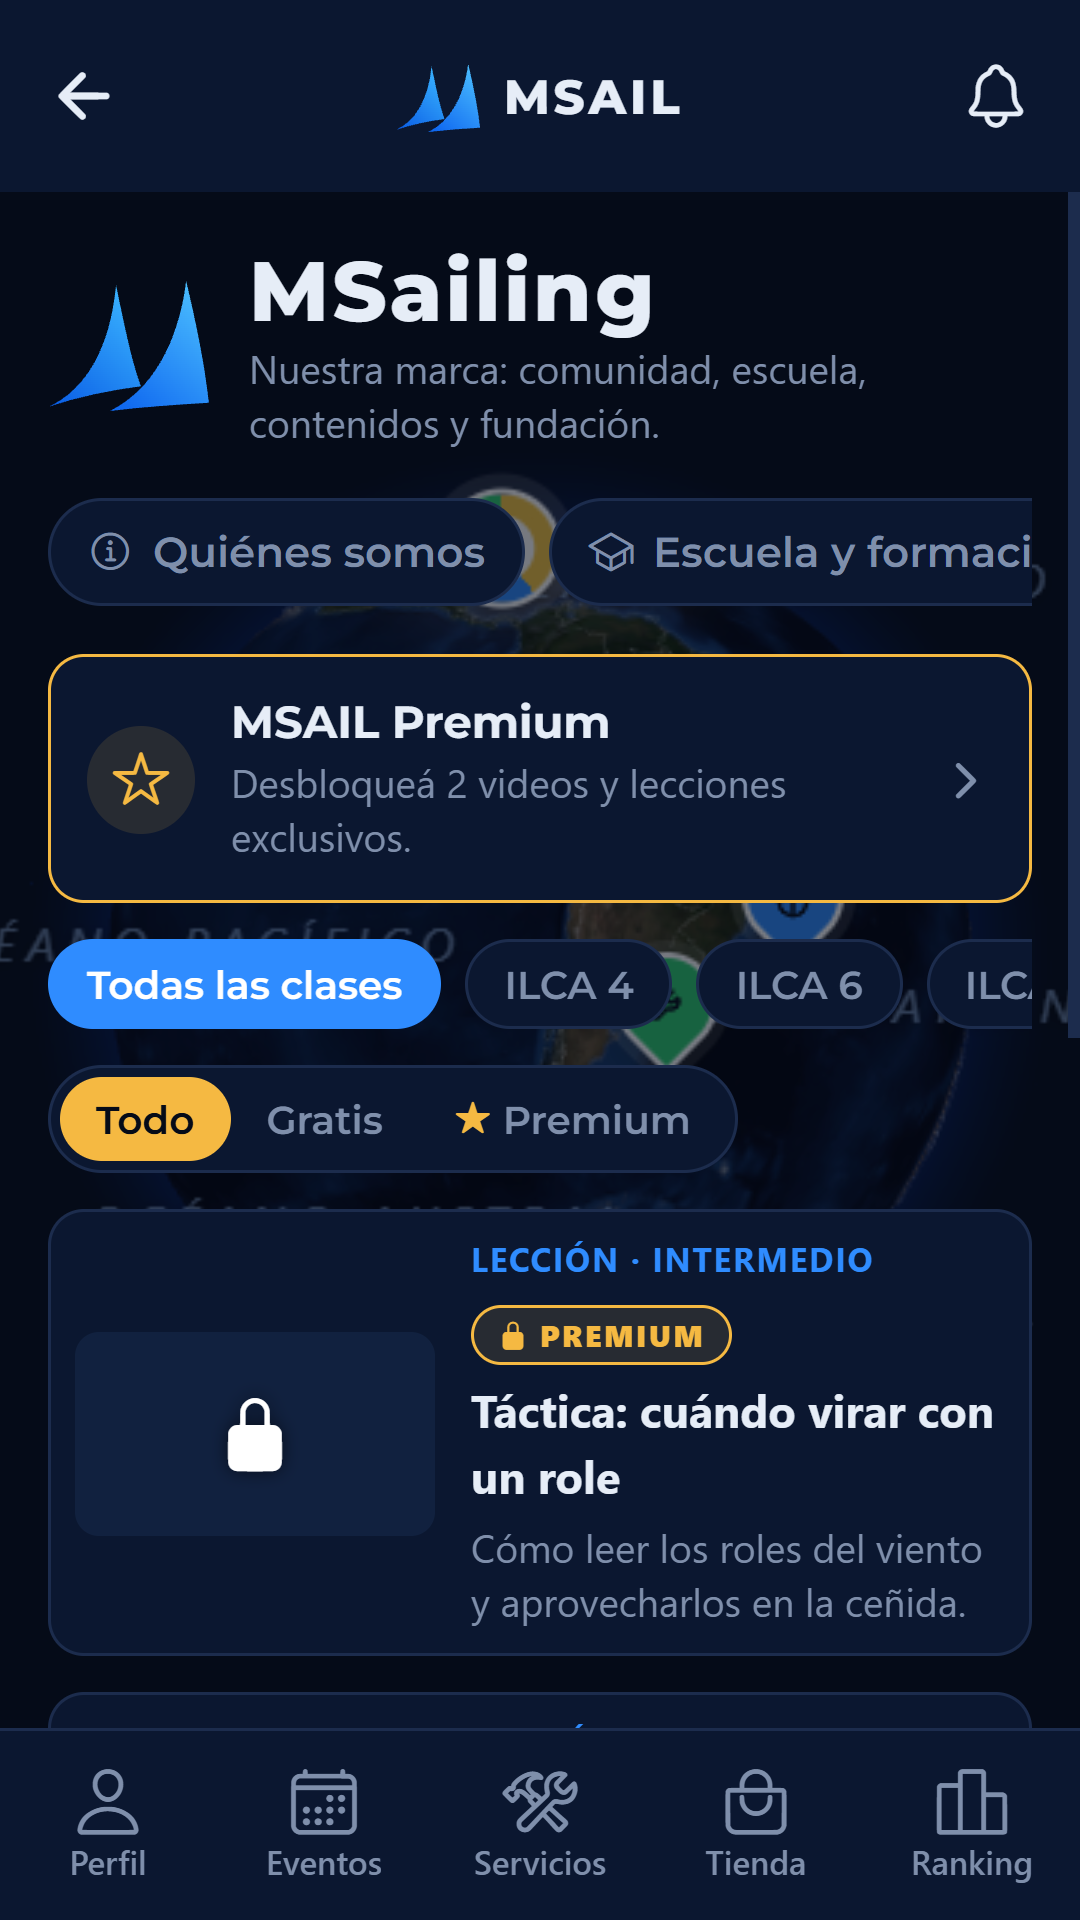 MSAIL
MSailing
Nuestra marca: comunidad, escuela,
contenidos y fundación.
Quiénes somos
Escuela y formaci
MSAIL Premium
Desbloqueá 2 videos y lecciones
exclusivos.
PACÍFICO
Todas las clases
ILCA 4
ILCA 6
ILCA
Todo
Gratis
Premium
LECCIÓN · INTERMEDIO
PREMIUM
Táctica: cuándo virar con
un role
Cómo leer los roles del viento
y aprovecharlos en la ceñida.
Perfil
Eventos
Servicios
Tienda
Ranking